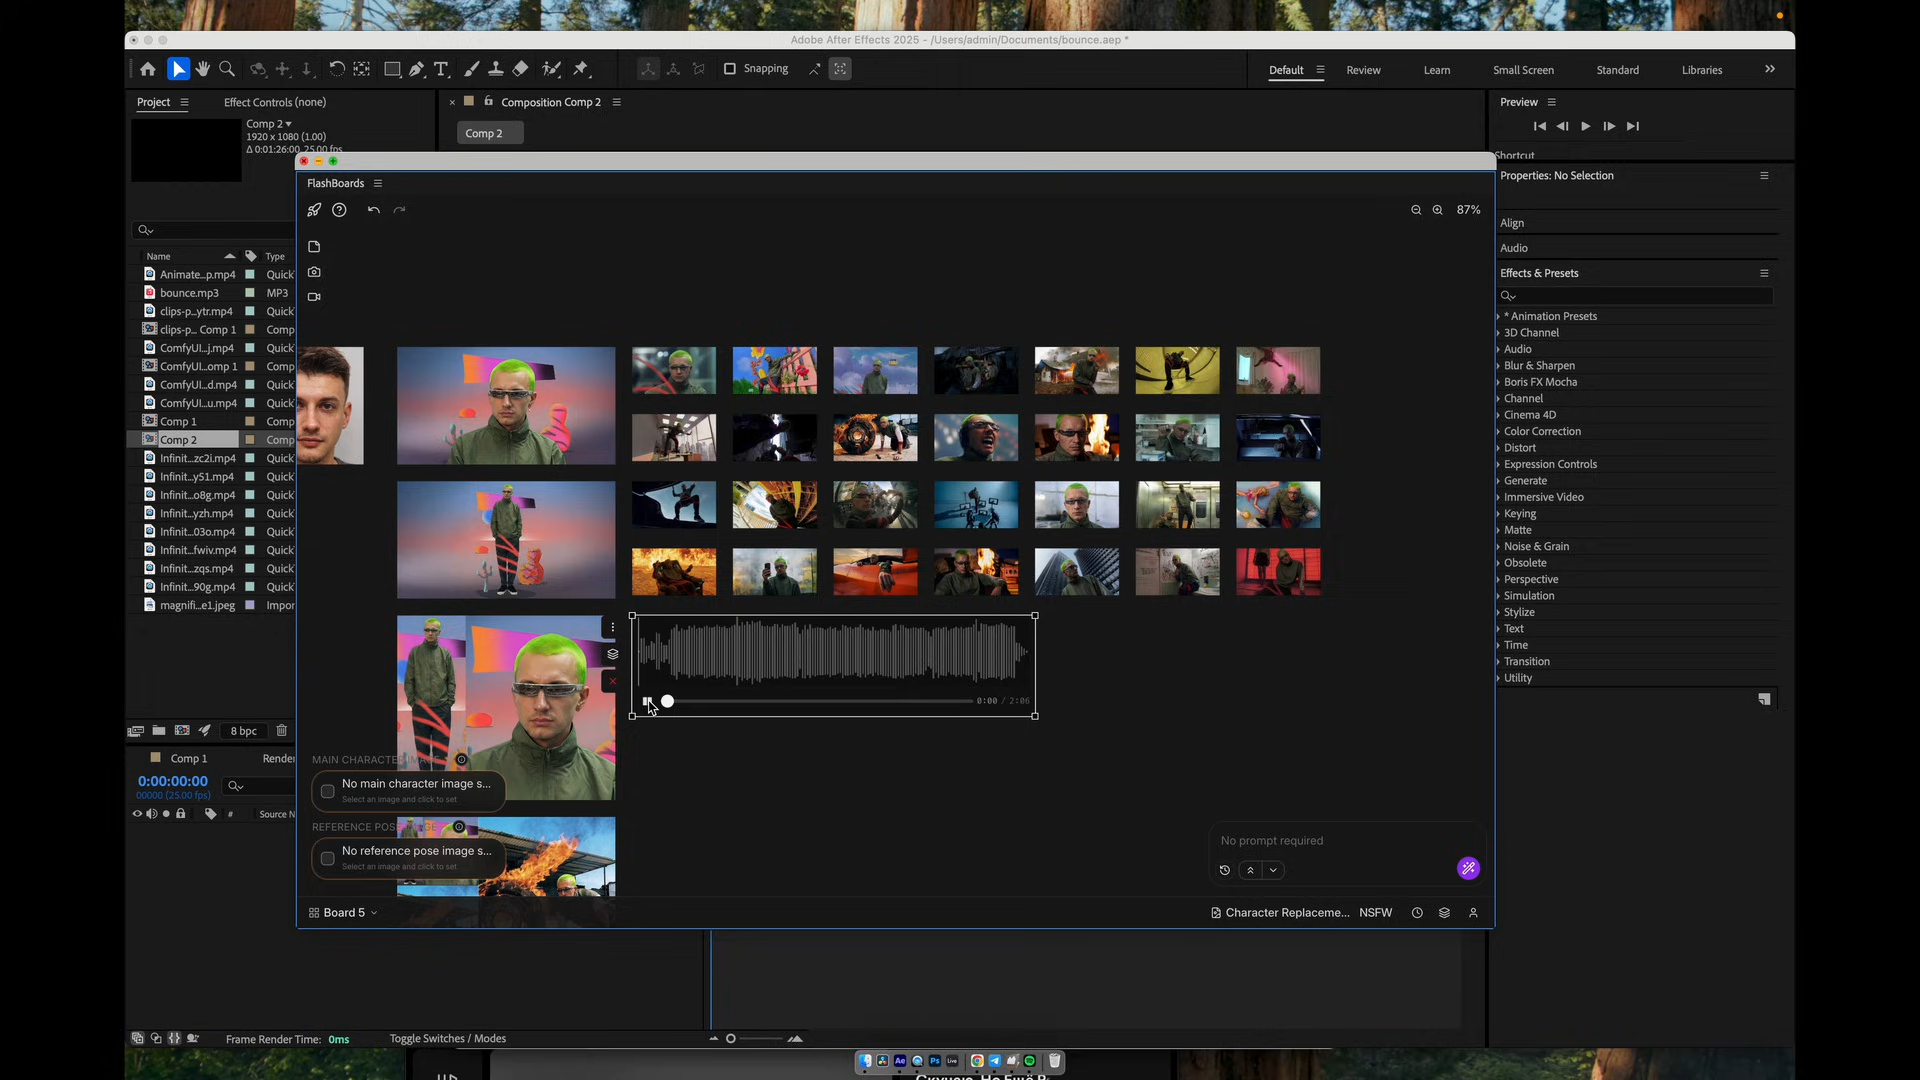 Adobe After Effects 2025 - /Users/admin/Documents/bounce.aep *
Snapping
Default
Review
Learn
Small Screen
Standard
Libraries
Project
Effect Controls (none)
Composition Comp 2
Preview
Comp 2
1920 x 1080 (1.00)
Δ 0:01:26:00, 25.00 fps
Comp 2
Shortcut
FlashBoards
Properties: No Selection
87%
Align
Audio
Effects & Presets
Name
Type
Animate...p.mp4
Quick
bounce.mp3
MP3
clips-p...ytr.mp4
Quick
clips-p... Comp 1
Comp
ComfyUI...j.mp4
Quick
ComfyUI...omp 1
Comp
ComfyUI...d.mp4
Quick
ComfyUI...u.mp4
Quick
Comp 1
Comp
Comp 2
Comp
Infinit...zc2i.mp4
Quick
Infinit...y51.mp4
Quick
Infinit...o8g.mp4
Quick
Infinit...yzh.mp4
Quick
Infinit...03o.mp4
Quick
Infinit...fwiv.mp4
Quick
Infinit...zqs.mp4
Quick
Infinit...90g.mp4
Quick
magnifi...e1.jpeg
Impor
* Animation Presets
3D Channel
Audio
Blur & Sharpen
Boris FX Mocha
Channel
Cinema 4D
Color Correction
Distort
Expression Controls
Generate
Immersive Video
Keying
Matte
Noise & Grain
Obsolete
Perspective
Simulation
Stylize
Text
Time
Transition
Utility
0:00 / 2:06
8 bpc
Comp 1
Render
0:00:00:00
00000 (25.00 fps)
#
Source N
MAIN CHARACTER IMAGE
No main character image s...
Select an image and click to set
REFERENCE POSE IMAGE
No reference pose image s...
Select an image and click to set
No prompt required
Board 5
Character Replaceme...
NSFW
Frame Render Time: 0ms
Toggle Switches / Modes